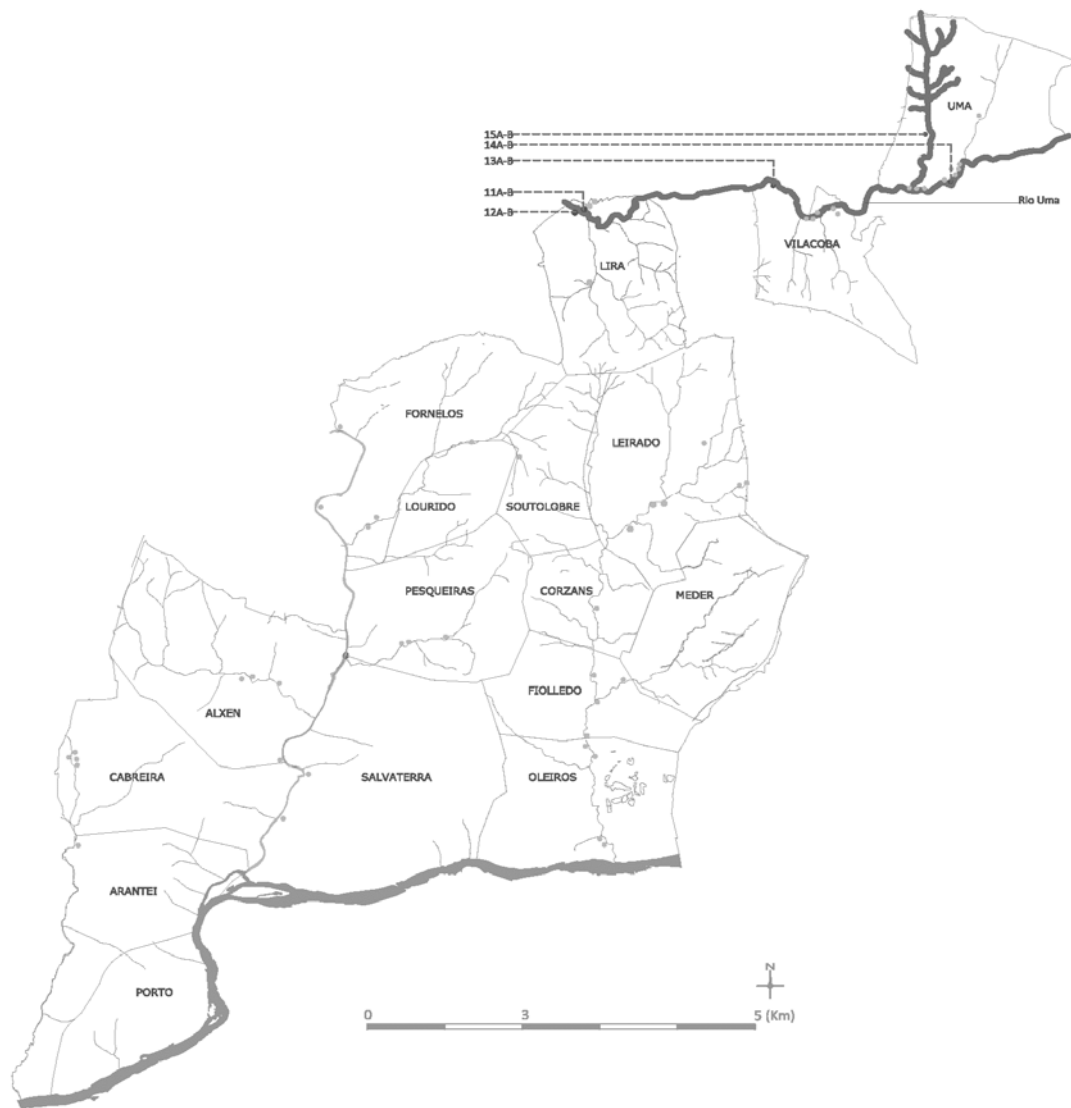 UMA
15A-B
14A-B
13A-B
11A-B
12A-B
Rio Uma
VILACOBA
LIRA
FORNELOS
LEIRADO
LOURIDO
SOUTOLOBRE
PESQUEIRAS
CORZANS
MEDER
FIOLLEDO
ALXEN
CABREIRA
SALVATERRA
OLEIROS
ARANTEI
PORTO
N
0 3 5 (Km)